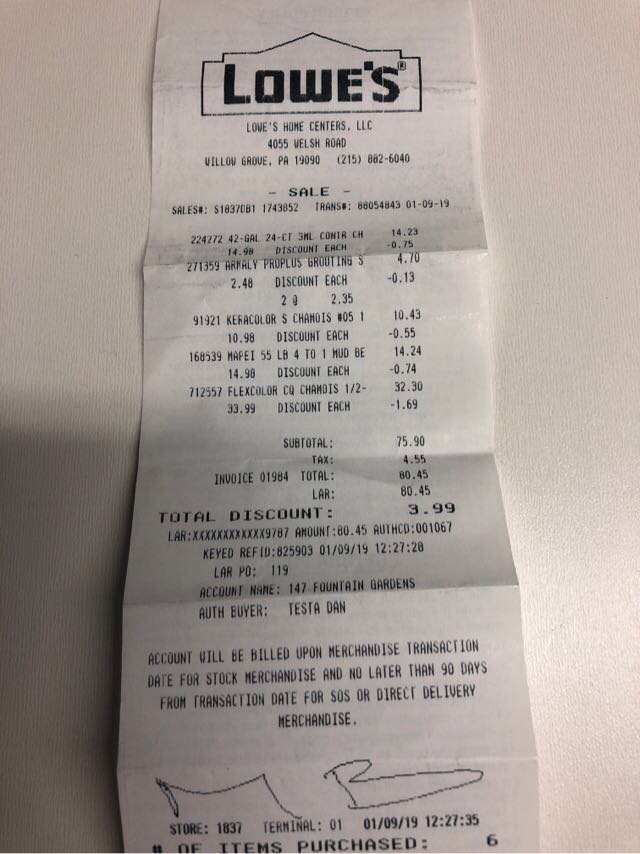 LOWE'S®
LOWE'S HOME CENTERS, LLC
4055 WELSH ROAD
WILLOW GROVE, PA 19090 (215) 882-6040
- SALE -
SALES#: S1837DB1 1743852 TRANS#: 88054843 01-09-19
224272 42-GAL 24-CT 3ML CONTR CH 14.23
14.98 DISCOUNT EACH -0.75
271359 ARMALY PROPLUS GROUTING S 4.70
2.48 DISCOUNT EACH -0.13
2 @ 2.35
91921 KERACOLOR S CHAMOIS #05 1 10.43
10.98 DISCOUNT EACH -0.55
168539 MAPEI 55 LB 4 TO 1 MUD BE 14.24
14.98 DISCOUNT EACH -0.74
712557 FLEXCOLOR CQ CHAMOIS 1/2- 32.30
33.99 DISCOUNT EACH -1.69
SUBTOTAL: 75.90
TAX: 4.55
INVOICE 01984 TOTAL: 80.45
LAR: 80.45
TOTAL DISCOUNT: 3.99
LAR:XXXXXXXXXXXX9787 AMOUNT:80.45 AUTHCD:001067
KEYED REFID:825903 01/09/19 12:27:28
LAR PO: 119
ACCOUNT NAME: 147 FOUNTAIN GARDENS
AUTH BUYER: TESTA DAN
ACCOUNT WILL BE BILLED UPON MERCHANDISE TRANSACTION
DATE FOR STOCK MERCHANDISE AND NO LATER THAN 90 DAYS
FROM TRANSACTION DATE FOR SOS OR DIRECT DELIVERY
MERCHANDISE.
STORE: 1837 TERMINAL: 01 01/09/19 12:27:35
# OF ITEMS PURCHASED: 6